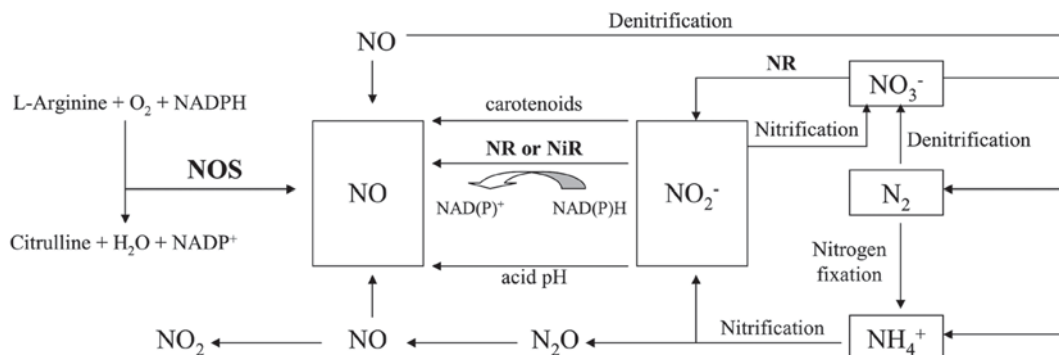 Denitrification
NO
NR
NO₃⁻
L-Arginine + O₂ + NADPH
carotenoids
Nitrification
Denitrification
NOS
NO
NR or NiR
NO₂⁻
N₂
NAD(P)⁺
NAD(P)H
Citrulline + H₂O + NADP⁺
Nitrogen
fixation
acid pH
NO₂
NO
N₂O
Nitrification
NH₄⁺